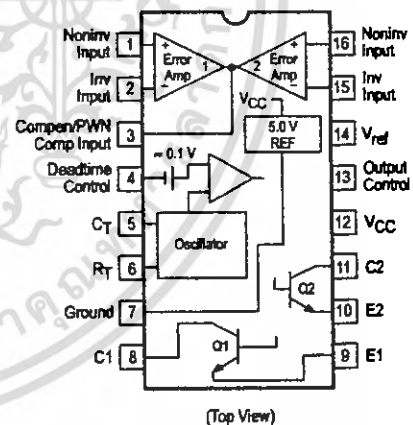 Noninv
Input 1
Inv
Input 2
Compen/PWN
Comp Input 3
Deadtime
Control 4
CT 5
RT 6
Ground 7
C1 8
+
Error
Amp
1
−
+
2 Error
Amp
−
VCC
5.0 V
REF
≈ 0.1 V
Oscillator
Q2
Q1
16 Noninv
Input
15 Inv
Input
14 Vref
13 Output
Control
12 VCC
11 C2
10 E2
9 E1
(Top View)